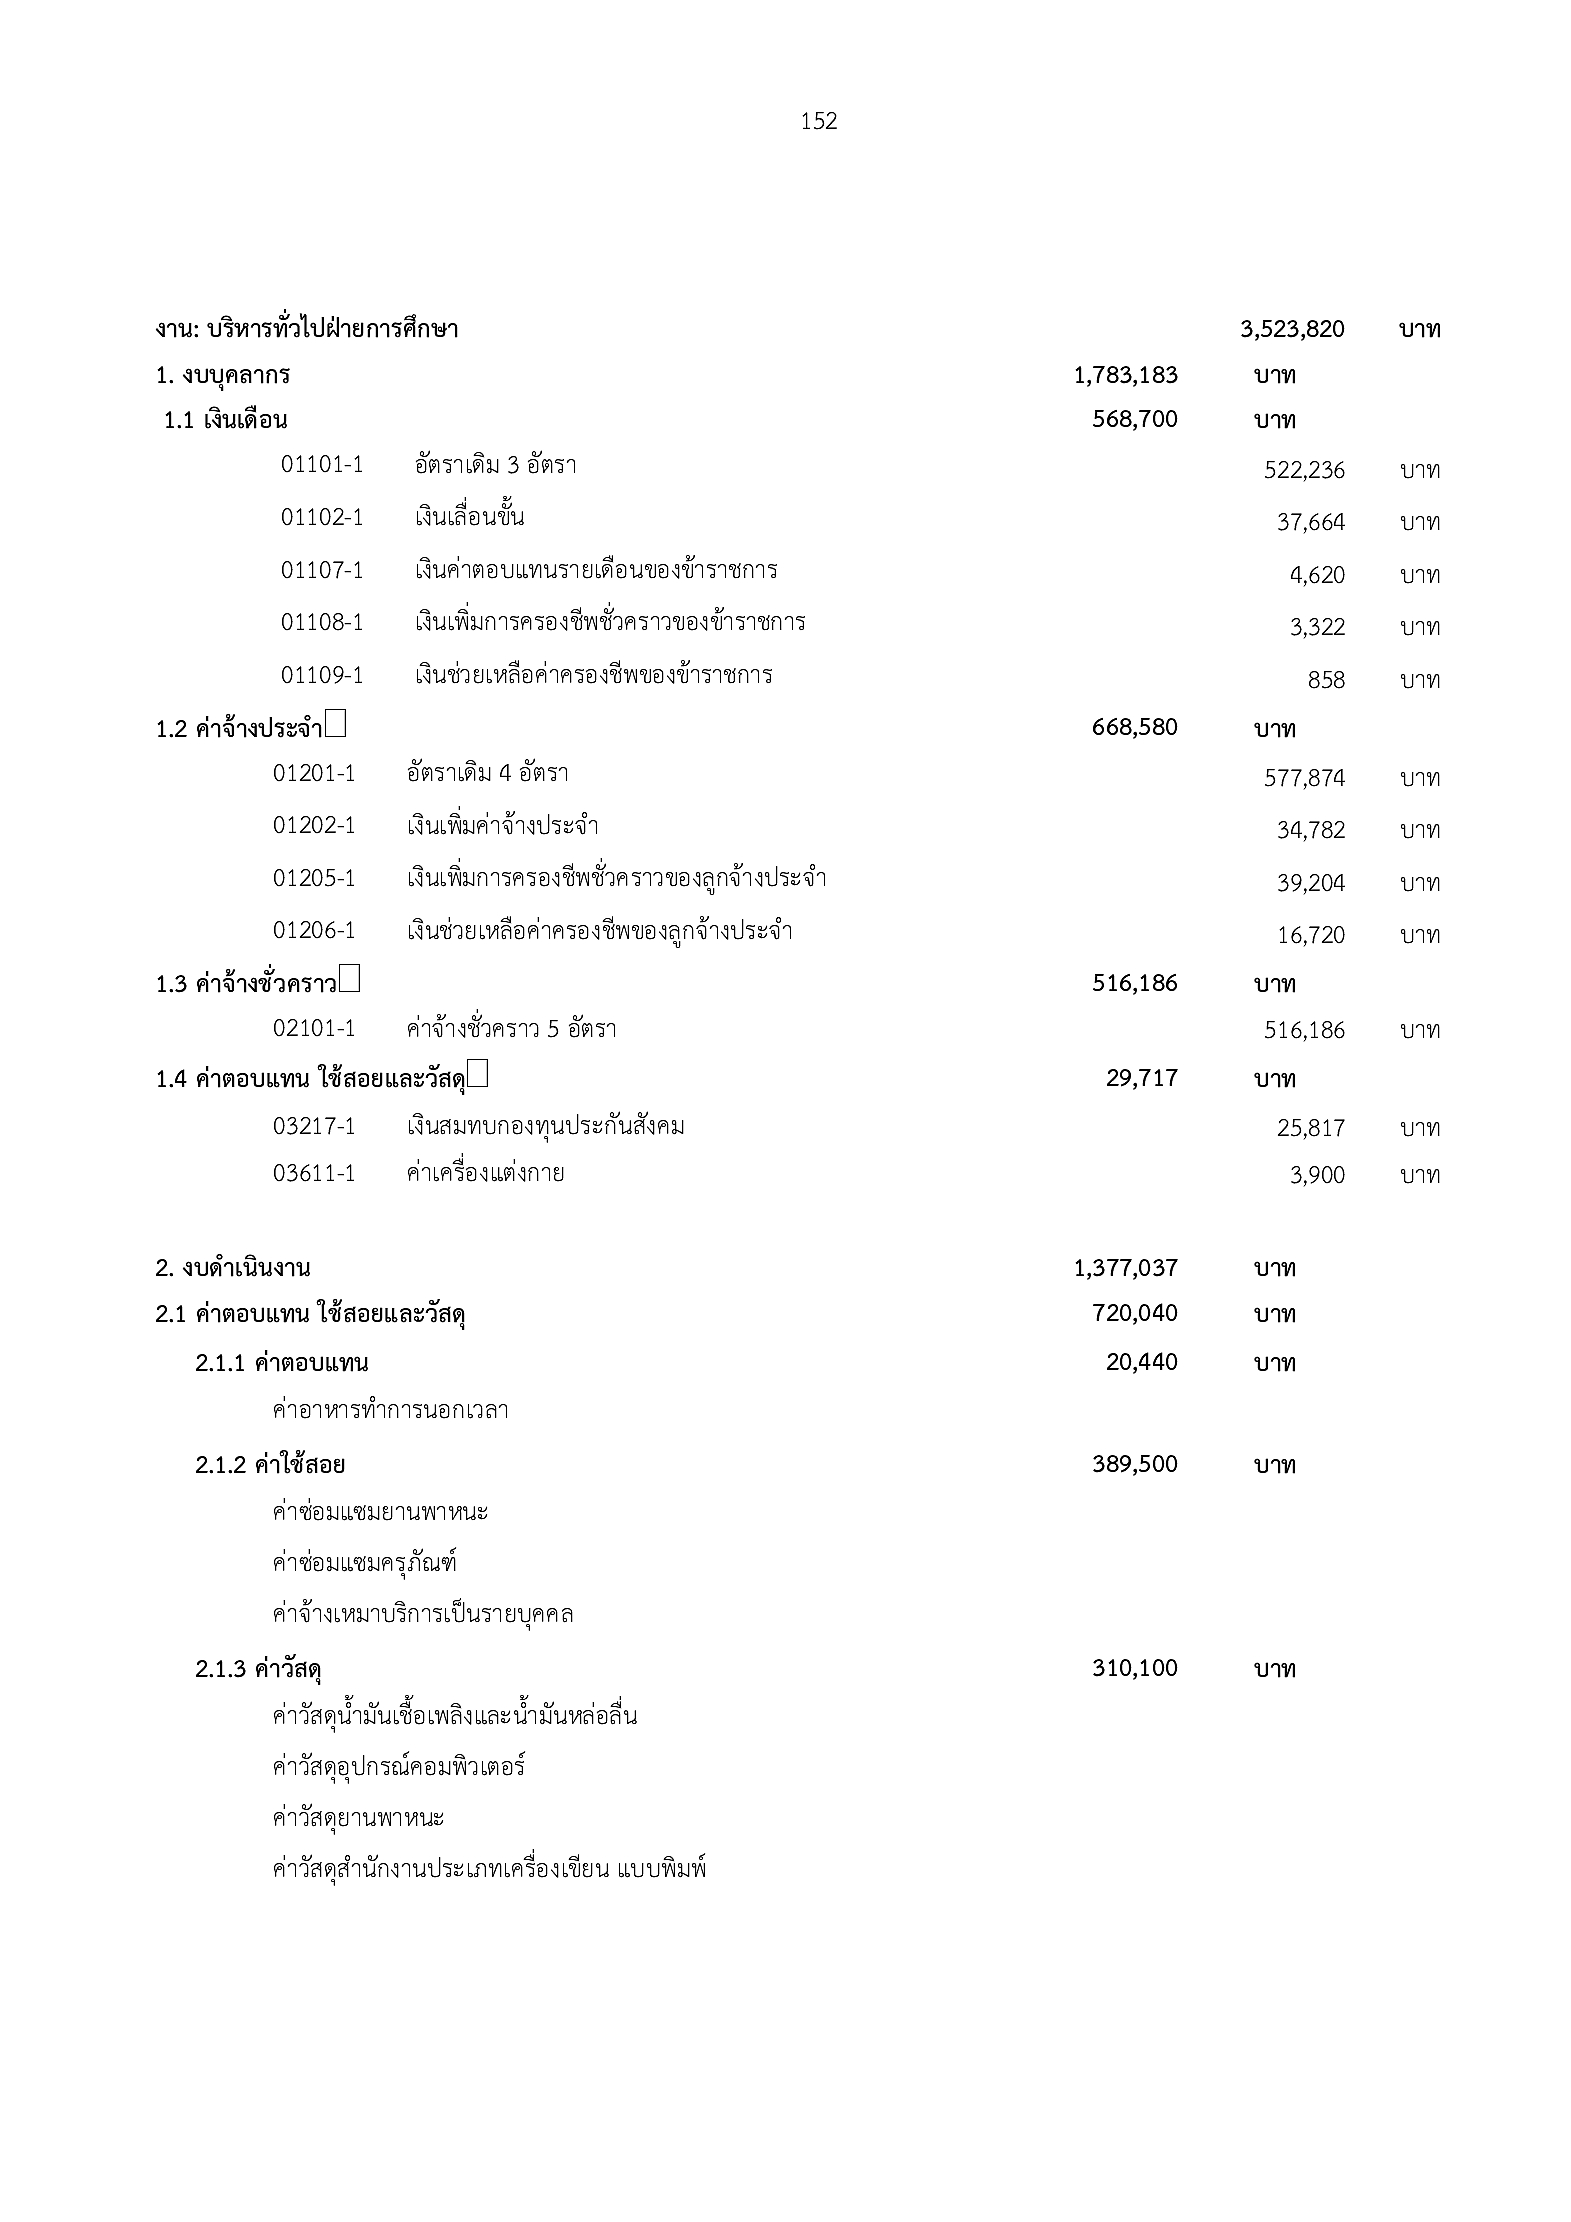 152
งาน: บริหารทั่วไปฝ่ายการศึกษา 3,523,820 บาท
1. งบบุคลากร 1,783,183 บาท
1.1 เงินเดือน 568,700 บาท
01101-1 อัตราเดิม 3 อัตรา 522,236 บาท
01102-1 เงินเลื่อนขั้น 37,664 บาท
01107-1 เงินค่าตอบแทนรายเดือนของข้าราชการ 4,620 บาท
01108-1 เงินเพิ่มการครองชีพชั่วคราวของข้าราชการ 3,322 บาท
01109-1 เงินช่วยเหลือค่าครองชีพของข้าราชการ 858 บาท
1.2 ค่าจ้างประจำ 668,580 บาท
01201-1 อัตราเดิม 4 อัตรา 577,874 บาท
01202-1 เงินเพิ่มค่าจ้างประจำ 34,782 บาท
01205-1 เงินเพิ่มการครองชีพชั่วคราวของลูกจ้างประจำ 39,204 บาท
01206-1 เงินช่วยเหลือค่าครองชีพของลูกจ้างประจำ 16,720 บาท
1.3 ค่าจ้างชั่วคราว 516,186 บาท
02101-1 ค่าจ้างชั่วคราว 5 อัตรา 516,186 บาท
1.4 ค่าตอบแทน ใช้สอยและวัสดุ 29,717 บาท
03217-1 เงินสมทบกองทุนประกันสังคม 25,817 บาท
03611-1 ค่าเครื่องแต่งกาย 3,900 บาท
2. งบดำเนินงาน 1,377,037 บาท
2.1 ค่าตอบแทน ใช้สอยและวัสดุ 720,040 บาท
2.1.1 ค่าตอบแทน 20,440 บาท
ค่าอาหารทำการนอกเวลา
2.1.2 ค่าใช้สอย 389,500 บาท
ค่าซ่อมแซมยานพาหนะ
ค่าซ่อมแซมครุภัณฑ์
ค่าจ้างเหมาบริการเป็นรายบุคคล
2.1.3 ค่าวัสดุ 310,100 บาท
ค่าวัสดุน้ำมันเชื้อเพลิงและน้ำมันหล่อลื่น
ค่าวัสดุอุปกรณ์คอมพิวเตอร์
ค่าวัสดุยานพาหนะ
ค่าวัสดุสำนักงานประเภทเครื่องเขียน แบบพิมพ์